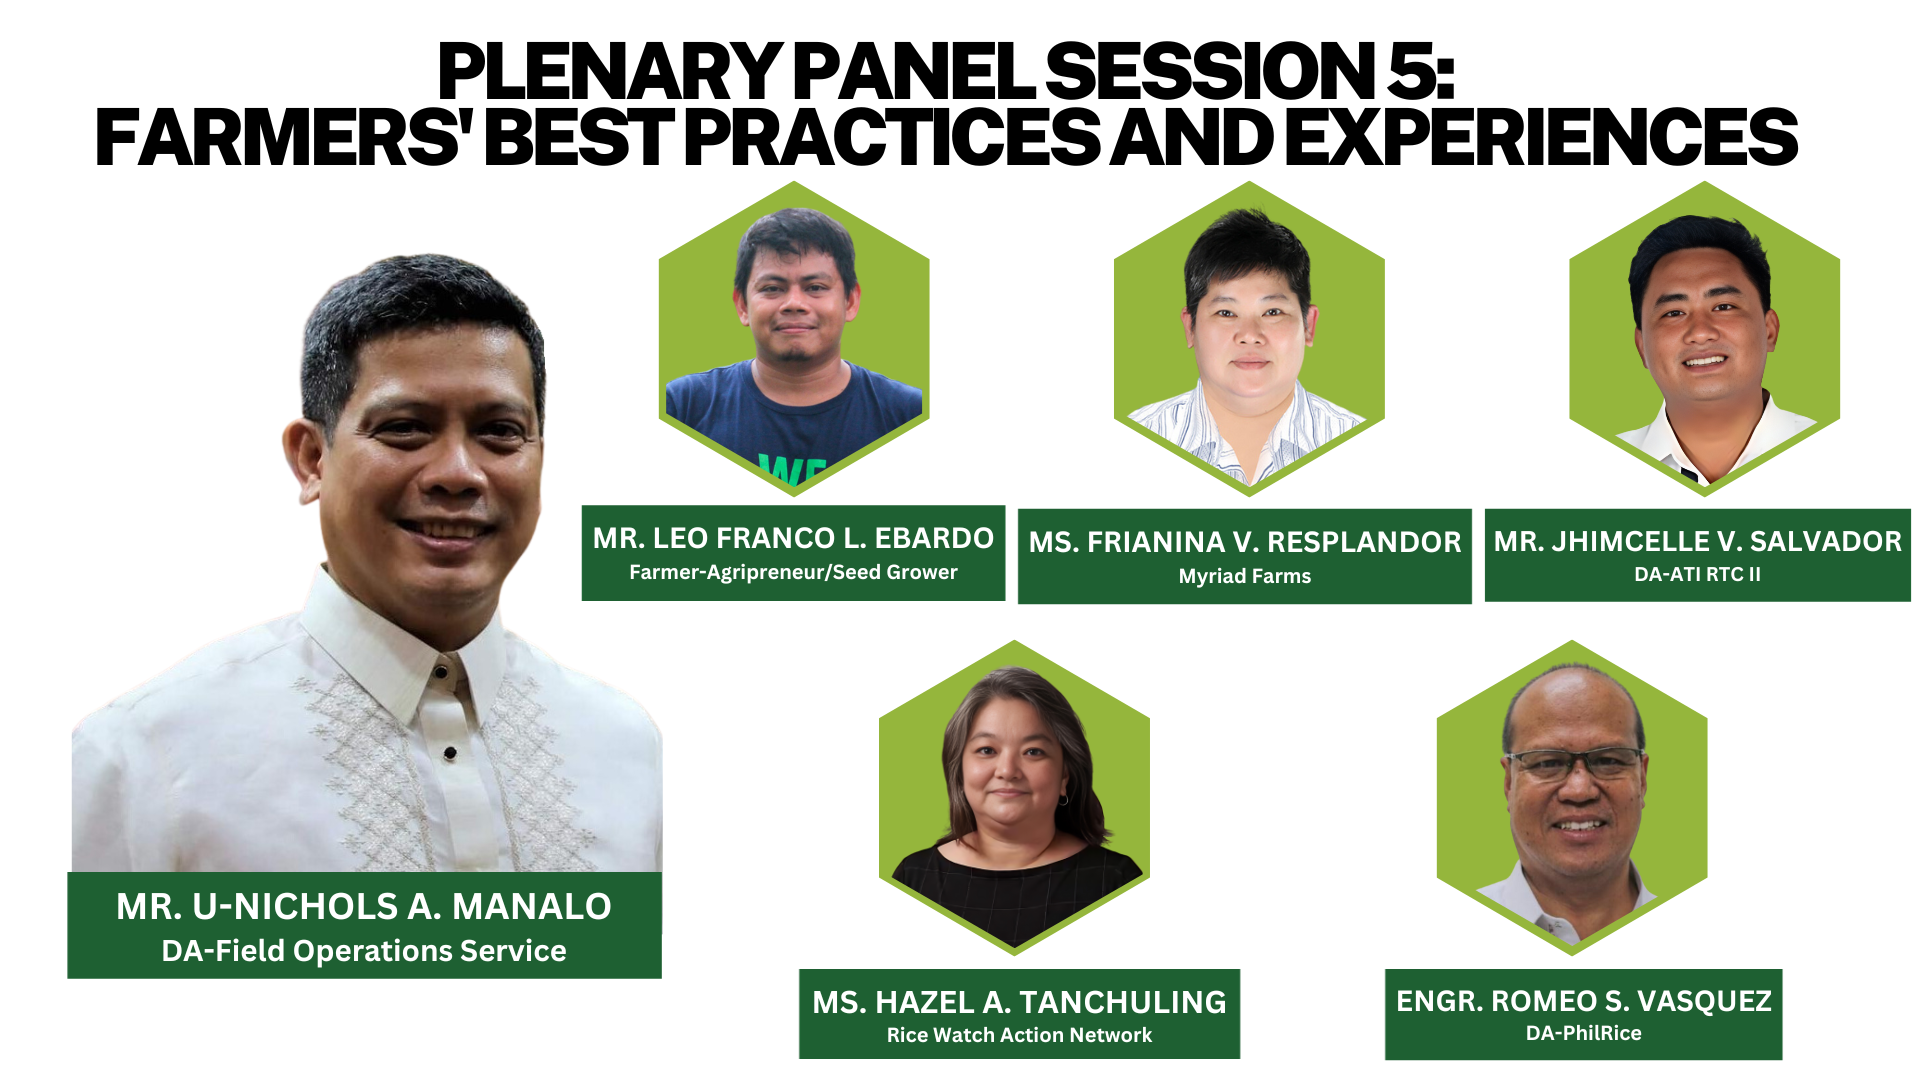 PLENARY PANEL SESSION 5:
FARMERS' BEST PRACTICES AND EXPERIENCES
WE
MR. LEO FRANCO L. EBARDO
Farmer-Agripreneur/Seed Grower
MS. FRIANINA V. RESPLANDOR
Myriad Farms
MR. JHIMCELLE V. SALVADOR
DA-ATI RTC II
MR. U-NICHOLS A. MANALO
DA-Field Operations Service
MS. HAZEL A. TANCHULING
Rice Watch Action Network
ENGR. ROMEO S. VASQUEZ
DA-PhilRice